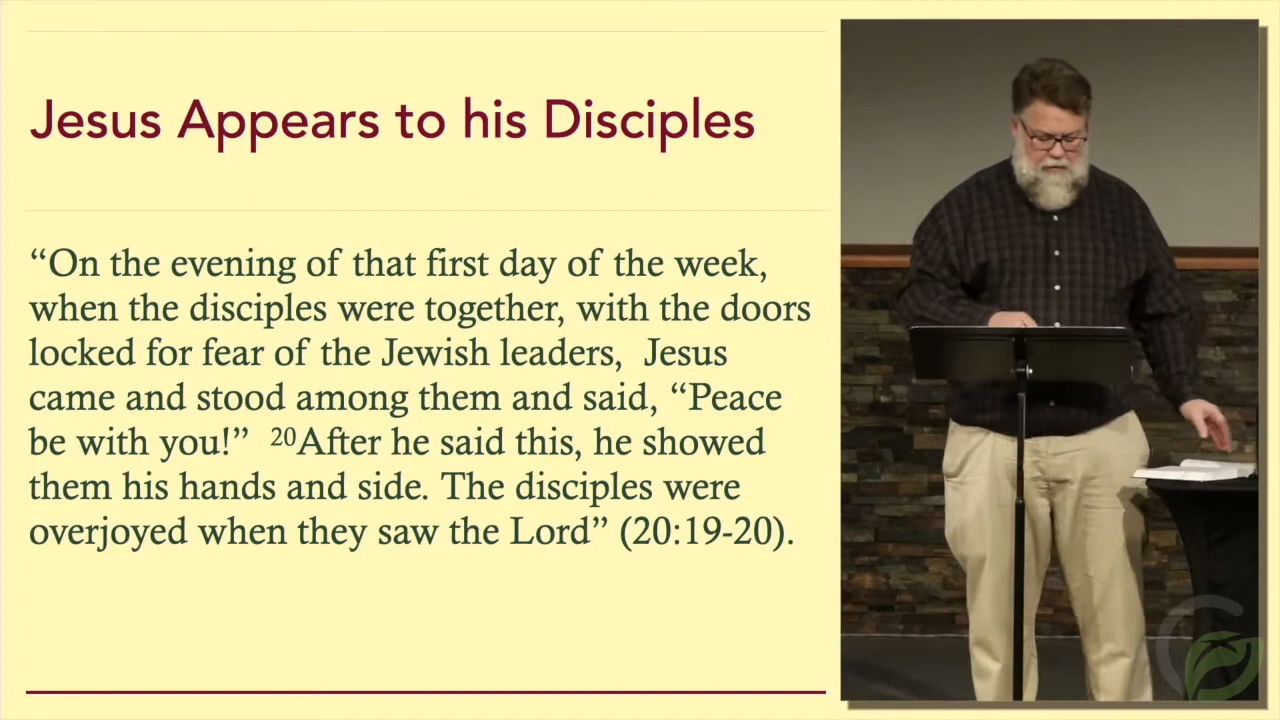 Jesus Appears to his Disciples
“On the evening of that first day of the week,
when the disciples were together, with the doors
locked for fear of the Jewish leaders,  Jesus
came and stood among them and said, “Peace
be with you!”  ²⁰After he said this, he showed
them his hands and side. The disciples were
overjoyed when they saw the Lord” (20:19-20).